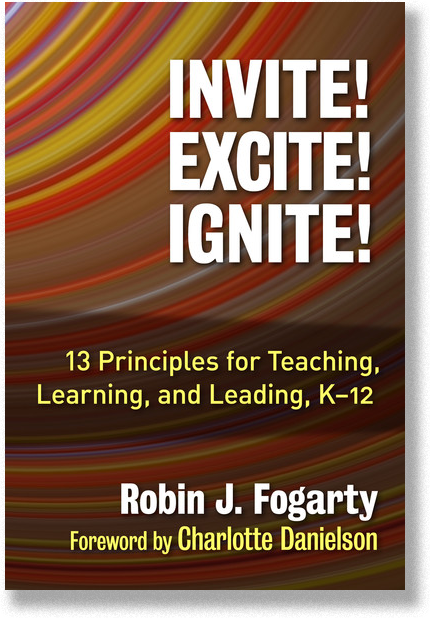 INVITE!
EXCITE!
IGNITE!
13 Principles for Teaching,
Learning, and Leading, K–12
Robin J. Fogarty
Foreword by Charlotte Danielson